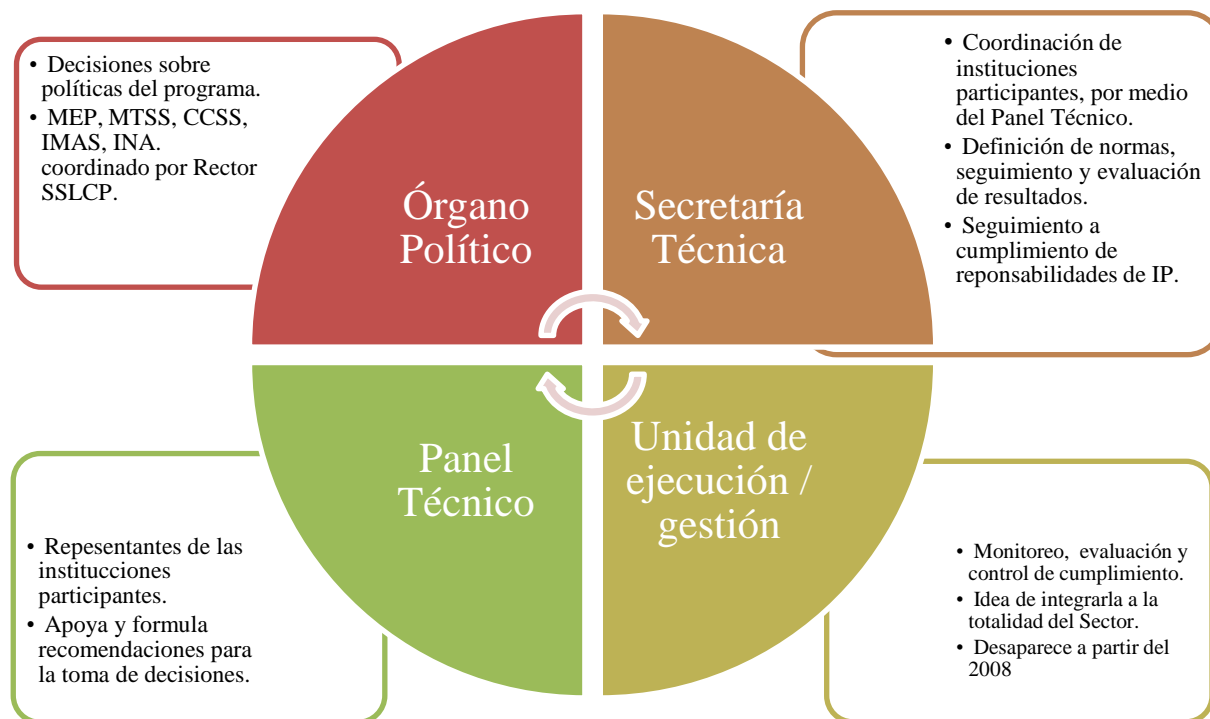 • Decisiones sobre
políticas del programa.
• MEP, MTSS, CCSS,
IMAS, INA.
coordinado por Rector
SSLCP.
Órgano
Político
Secretaría
Técnica
• Coordinación de
instituciones
participantes, por medio
del Panel Técnico.
• Definición de normas,
seguimiento y evaluación
de resultados.
• Seguimiento a
cumplimiento de
reponsabilidades de IP.
Panel
Técnico
• Repesentantes de las
institucciones
participantes.
• Apoya y formula
recomendaciones para
la toma de decisiones.
Unidad de
ejecución /
gestión
• Monitoreo, evaluación y
control de cumplimiento.
• Idea de integrarla a la
totalidad del Sector.
• Desaparece a partir del
2008